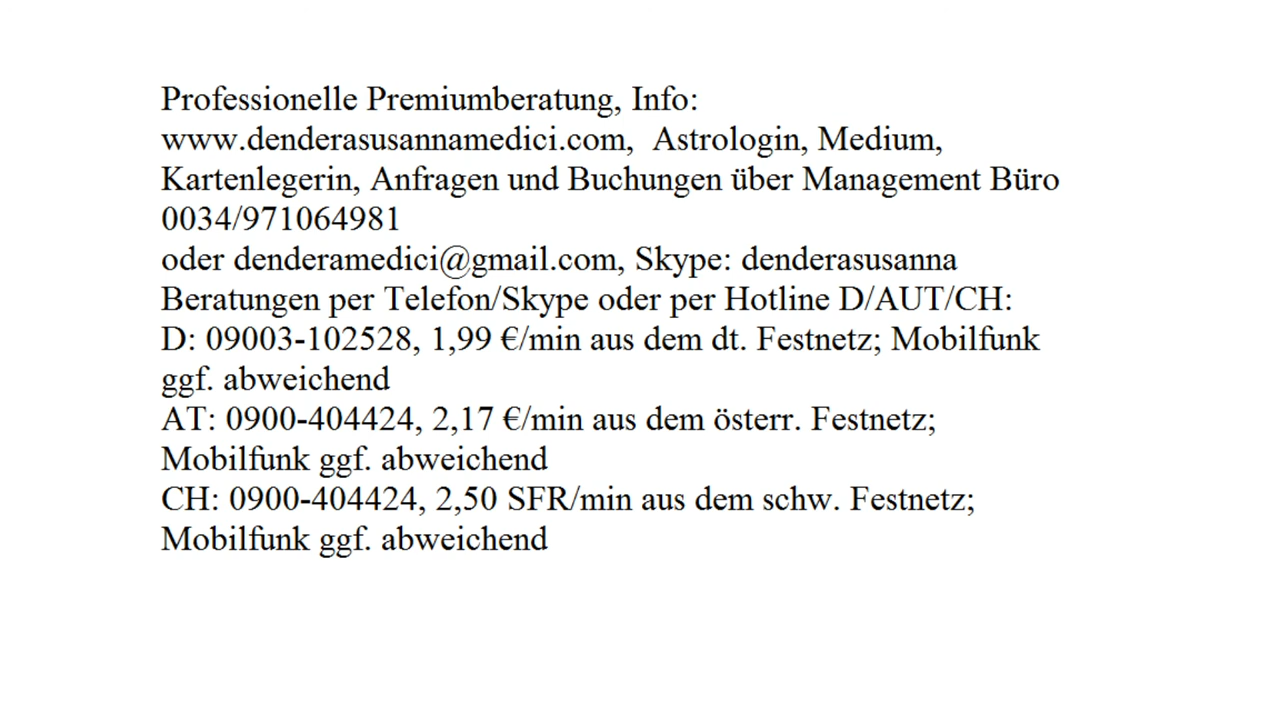 Professionelle Premiumberatung, Info:
www.denderasusannamedici.com,  Astrologin, Medium,
Kartenlegerin, Anfragen und Buchungen über Management Büro
0034/971064981
oder denderamedici@gmail.com, Skype: denderasusanna
Beratungen per Telefon/Skype oder per Hotline D/AUT/CH:
D: 09003-102528, 1,99 €/min aus dem dt. Festnetz; Mobilfunk
ggf. abweichend
AT: 0900-404424, 2,17 €/min aus dem österr. Festnetz;
Mobilfunk ggf. abweichend
CH: 0900-404424, 2,50 SFR/min aus dem schw. Festnetz;
Mobilfunk ggf. abweichend